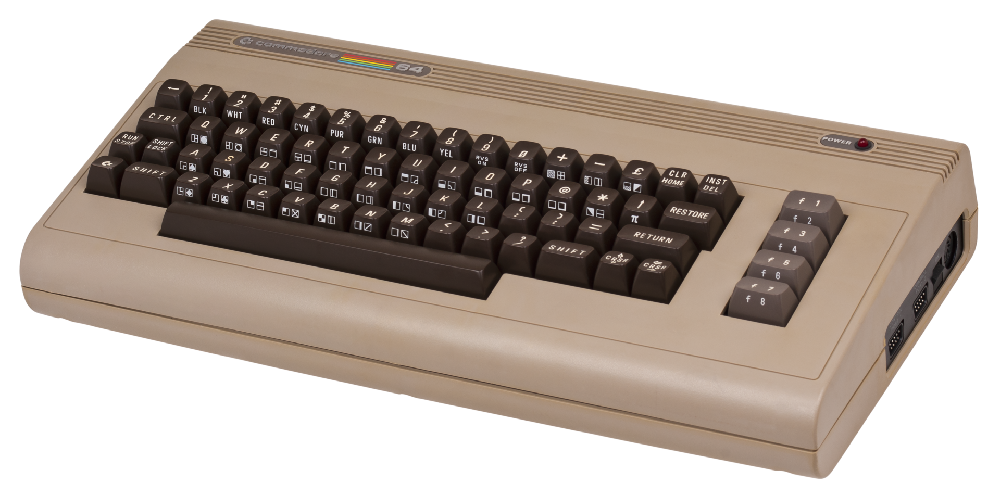 commodore 64
POWER
← ! 1 BLK " 2 WHT # 3 RED $ 4 CYN % 5 PUR & 6 GRN ' 7 BLU ( 8 YEL ) 9 RVS ON 0 RVS OFF + − £ CLR HOME INST DEL
CTRL Q W E R T Y U I O P @ * ↑ π RESTORE
RUN STOP SHIFT LOCK A S D F G H J K L = RETURN
SHIFT Z X C V B N M < > ? SHIFT CRSR CRSR
f 1
f 2
f 3
f 4
f 5
f 6
f 7
f 8